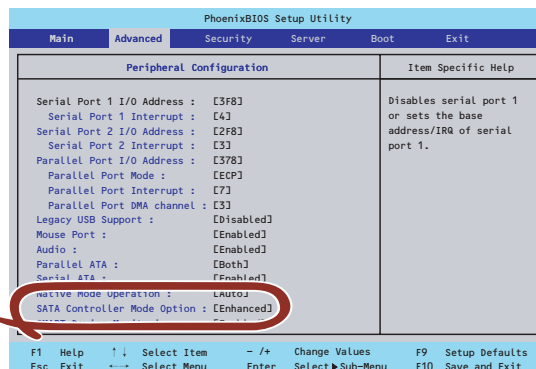 PhoenixBIOS Setup Utility
Main Advanced Security Server Boot Exit
Peripheral Configuration
Item Specific Help
Serial Port 1 I/O Address : [3F8]
Serial Port 1 Interrupt : [4]
Serial Port 2 I/O Address : [2F8]
Serial Port 2 Interrupt : [3]
Parallel Port I/O Address : [378]
Parallel Port Mode : [ECP]
Parallel Port Interrupt : [7]
Parallel Port DMA channel : [3]
Legacy USB Support : [Disabled]
Mouse Port : [Enabled]
Audio : [Enabled]
Parallel ATA : [Both]
Serial ATA : [Enabled]
Native Mode Operation : [Auto]
SATA Controller Mode Option : [Enhanced]
Disables serial port 1
or sets the base
address/IRQ of serial
port 1.
F1 Help ↑↓ Select Item - /+ Change Values F9 Setup Defaults
Esc Exit ←→ Select Menu Enter Select ▶ Sub-Menu F10 Save and Exit